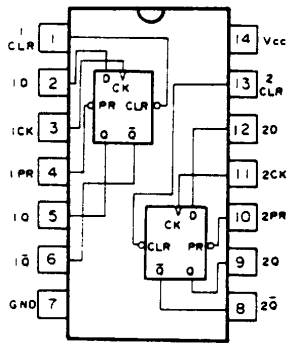 1 CLR 1 14 Vcc
1D 2 13 2 CLR
D CK
PR CLR
1CK 3 12 2D
Q Q̅
1PR 4 11 2CK
1Q 5 10 2PR
CK D
1Q̅ 6 9 2Q
CLR PR
Q̅ Q
GND 7 8 2Q̅